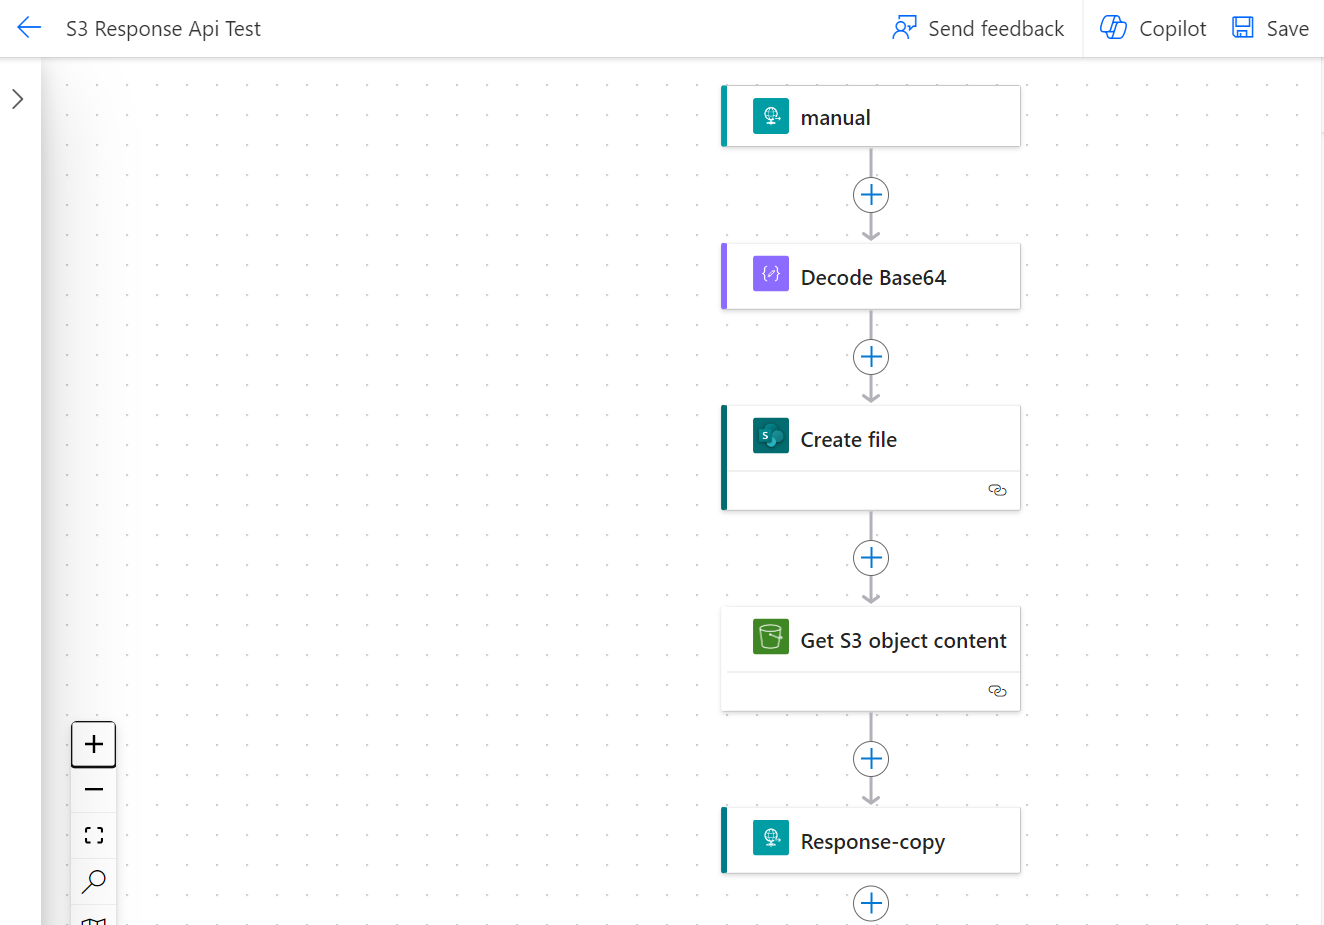 S3 Response Api Test
Send feedback
Copilot
Save
manual
Decode Base64
Create file
Get S3 object content
Response-copy